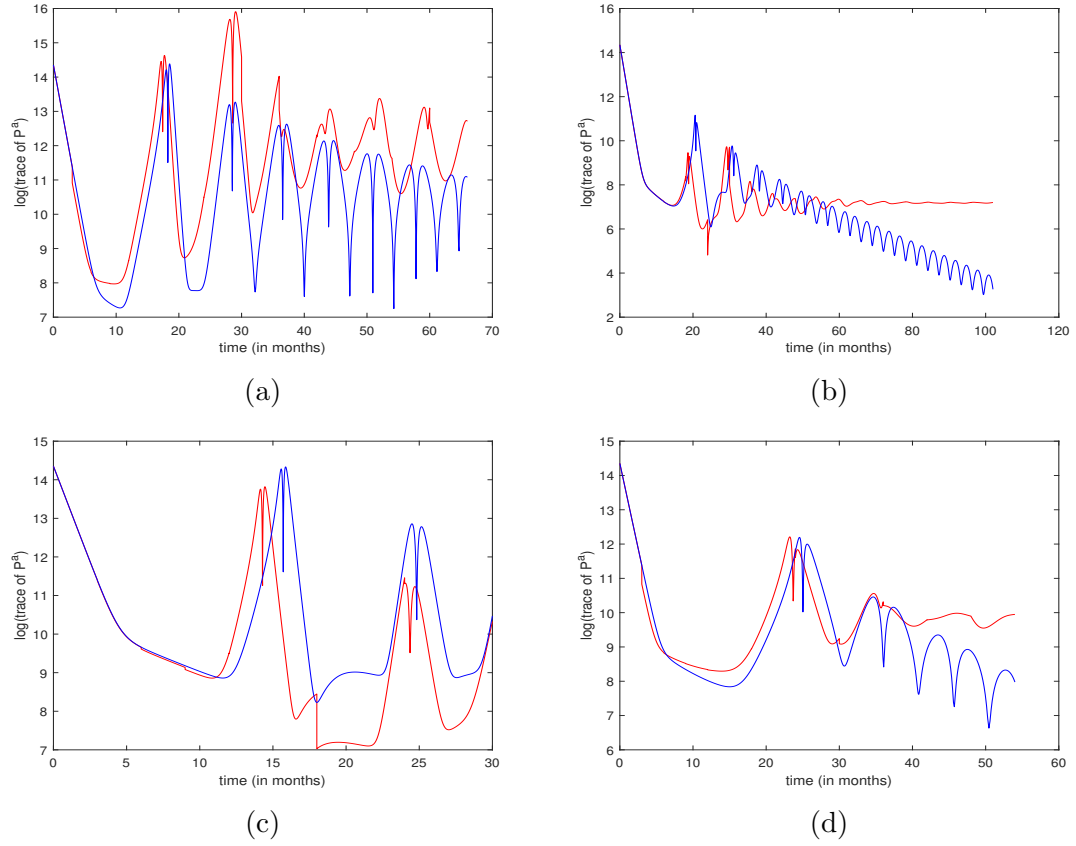 16
15
14
13
12
11
10
9
8
7
log(trace of Pᵃ)
0 10 20 30 40 50 60 70
time (in months)
(a)
16
14
12
10
8
6
4
2
log(trace of Pᵃ)
0 20 40 60 80 100 120
time (in months)
(b)
15
14
13
12
11
10
9
8
7
log(trace of Pᵃ)
0 5 10 15 20 25 30
time (in months)
(c)
15
14
13
12
11
10
9
8
7
6
log(trace of Pᵃ)
0 10 20 30 40 50 60
time (in months)
(d)